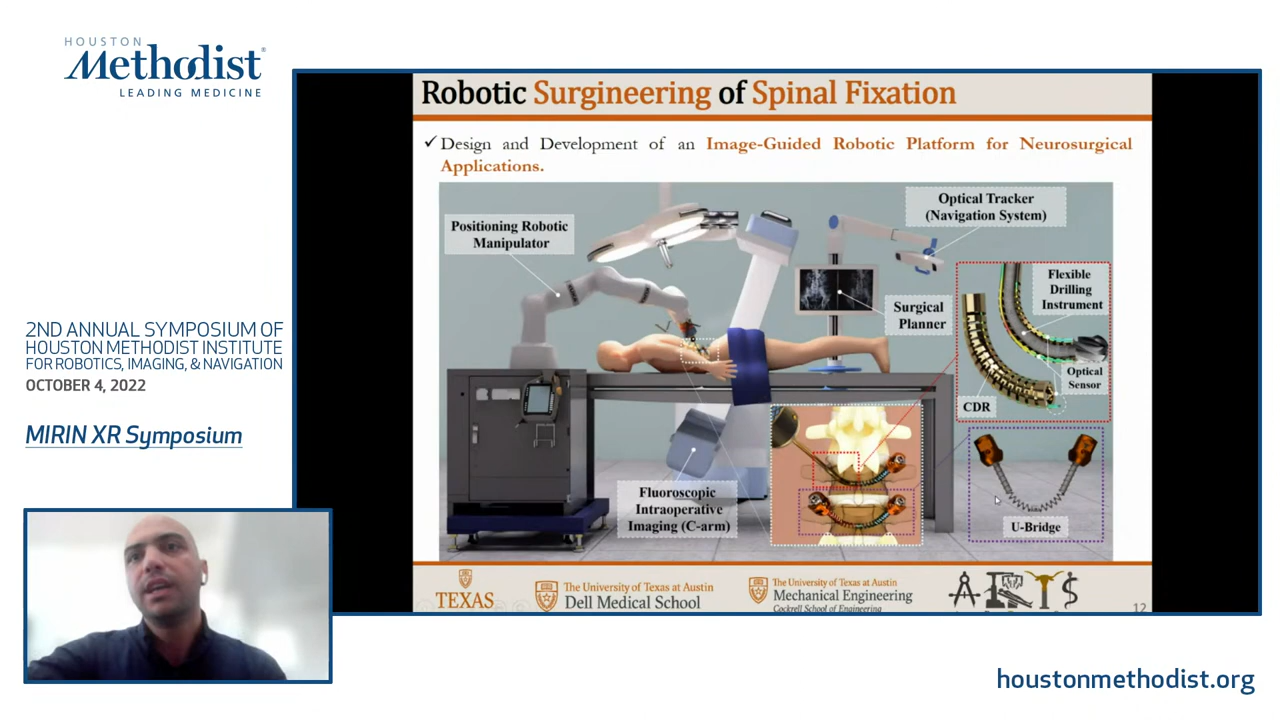 HOUSTON
Methodist®
LEADING MEDICINE
2ND ANNUAL SYMPOSIUM OF
HOUSTON METHODIST INSTITUTE
FOR ROBOTICS, IMAGING, & NAVIGATION
OCTOBER 4, 2022
MIRIN XR Symposium
Robotic Surgineering of Spinal Fixation
✓Design and Development of an Image-Guided Robotic Platform for Neurosurgical
Applications.
Positioning Robotic
Manipulator
Optical Tracker
(Navigation System)
Surgical
Planner
Flexible
Drilling
Instrument
Optical
Sensor
CDR
Fluoroscopic
Intraoperative
Imaging (C-arm)
U-Bridge
TEXAS
The University of Texas at Austin
Dell Medical School
The University of Texas at Austin
Mechanical Engineering
Cockrell School of Engineering
ARTS
12
houstonmethodist.org